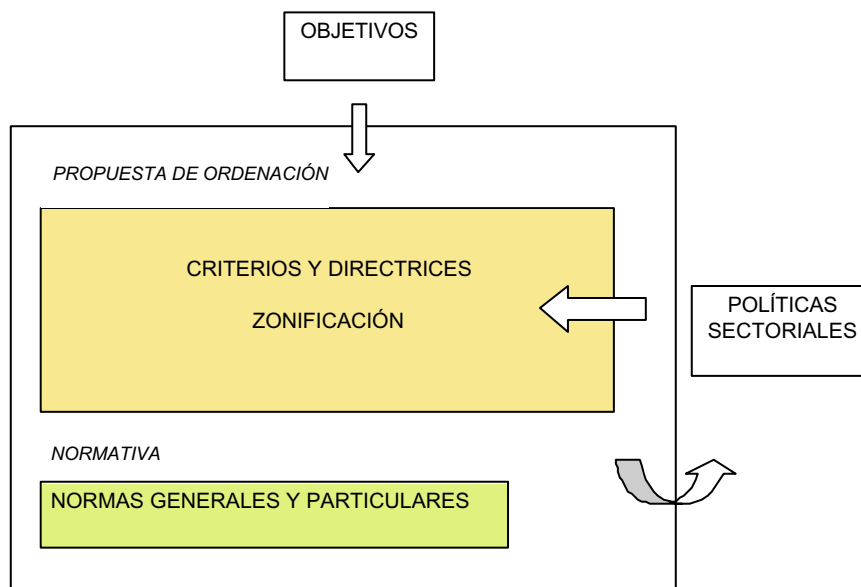 OBJETIVOS
PROPUESTA DE ORDENACIÓN
CRITERIOS Y DIRECTRICES
ZONIFICACIÓN
POLÍTICAS
SECTORIALES
NORMATIVA
NORMAS GENERALES Y PARTICULARES